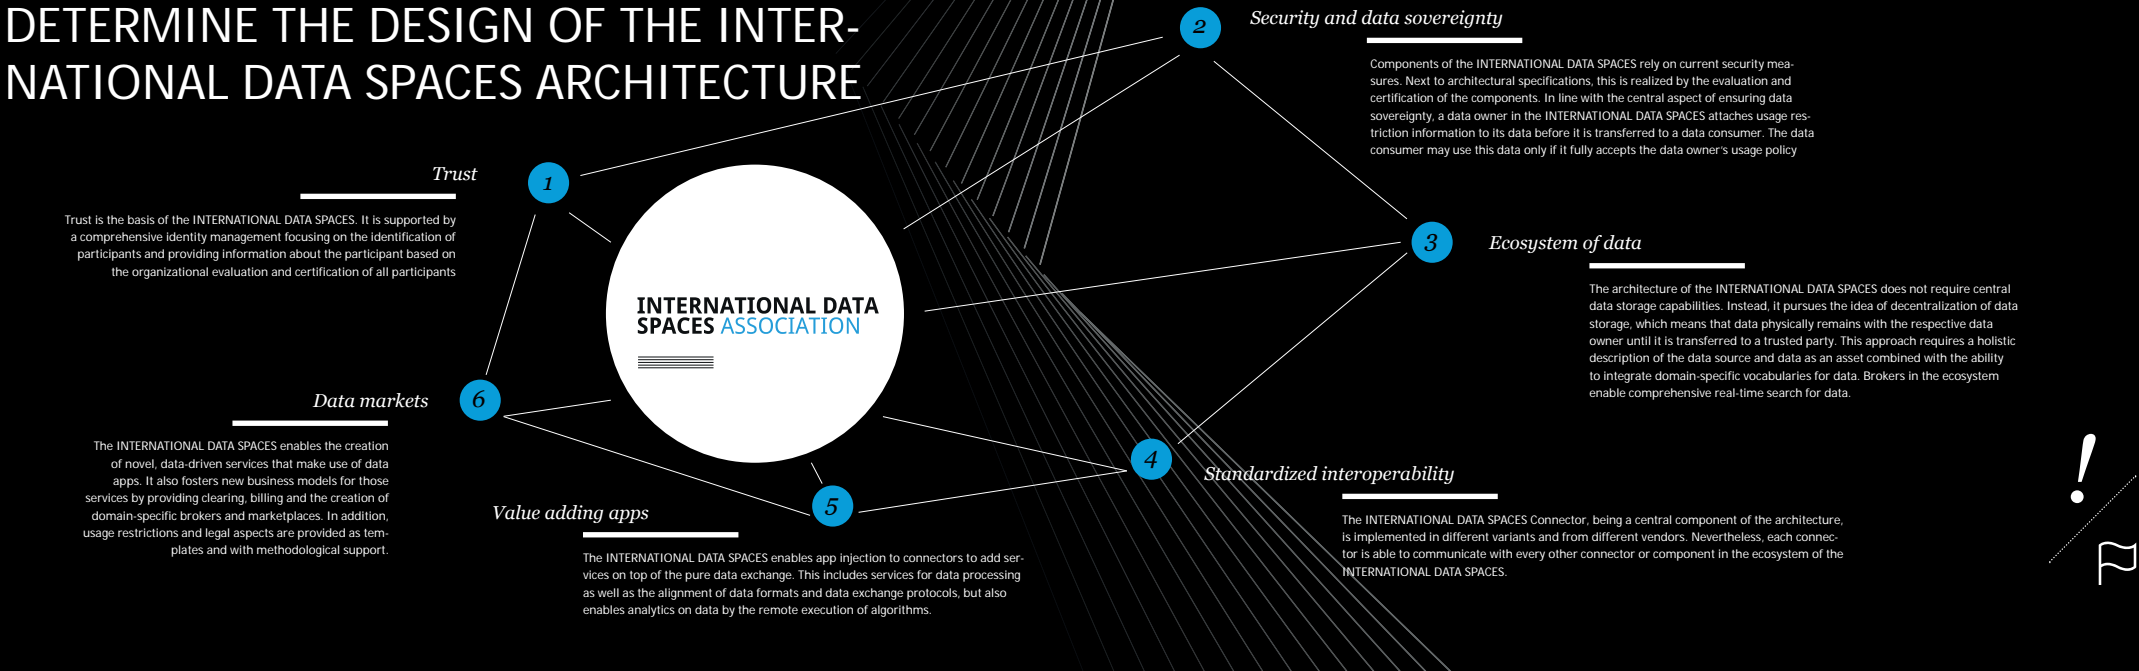 DETERMINE THE DESIGN OF THE INTER-
NATIONAL DATA SPACES ARCHITECTURE
1
Trust
Trust is the basis of the INTERNATIONAL DATA SPACES. It is supported by
a comprehensive identity management focusing on the identification of
participants and providing information about the participant based on
the organizational evaluation and certification of all participants
2
Security and data sovereignty
Components of the INTERNATIONAL DATA SPACES rely on current security mea-
sures. Next to architectural specifications, this is realized by the evaluation and
certification of the components. In line with the central aspect of ensuring data
sovereignty, a data owner in the INTERNATIONAL DATA SPACES attaches usage res-
triction information to its data before it is transferred to a data consumer. The data
consumer may use this data only if it fully accepts the data owner's usage policy
3
Ecosystem of data
The architecture of the INTERNATIONAL DATA SPACES does not require central
data storage capabilities. Instead, it pursues the idea of decentralization of data
storage, which means that data physically remains with the respective data
owner until it is transferred to a trusted party. This approach requires a holistic
description of the data source and data as an asset combined with the ability
to integrate domain-specific vocabularies for data. Brokers in the ecosystem
enable comprehensive real-time search for data.
INTERNATIONAL DATA
SPACES ASSOCIATION
4
Standardized interoperability
The INTERNATIONAL DATA SPACES Connector, being a central component of the architecture,
is implemented in different variants and from different vendors. Nevertheless, each connec-
tor is able to communicate with every other connector or component in the ecosystem of the
INTERNATIONAL DATA SPACES.
5
Value adding apps
The INTERNATIONAL DATA SPACES enables app injection to connectors to add ser-
vices on top of the pure data exchange. This includes services for data processing
as well as the alignment of data formats and data exchange protocols, but also
enables analytics on data by the remote execution of algorithms.
6
Data markets
The INTERNATIONAL DATA SPACES enables the creation
of novel, data-driven services that make use of data
apps. It also fosters new business models for those
services by providing clearing, billing and the creation of
domain-specific brokers and marketplaces. In addition,
usage restrictions and legal aspects are provided as tem-
plates and with methodological support.
!